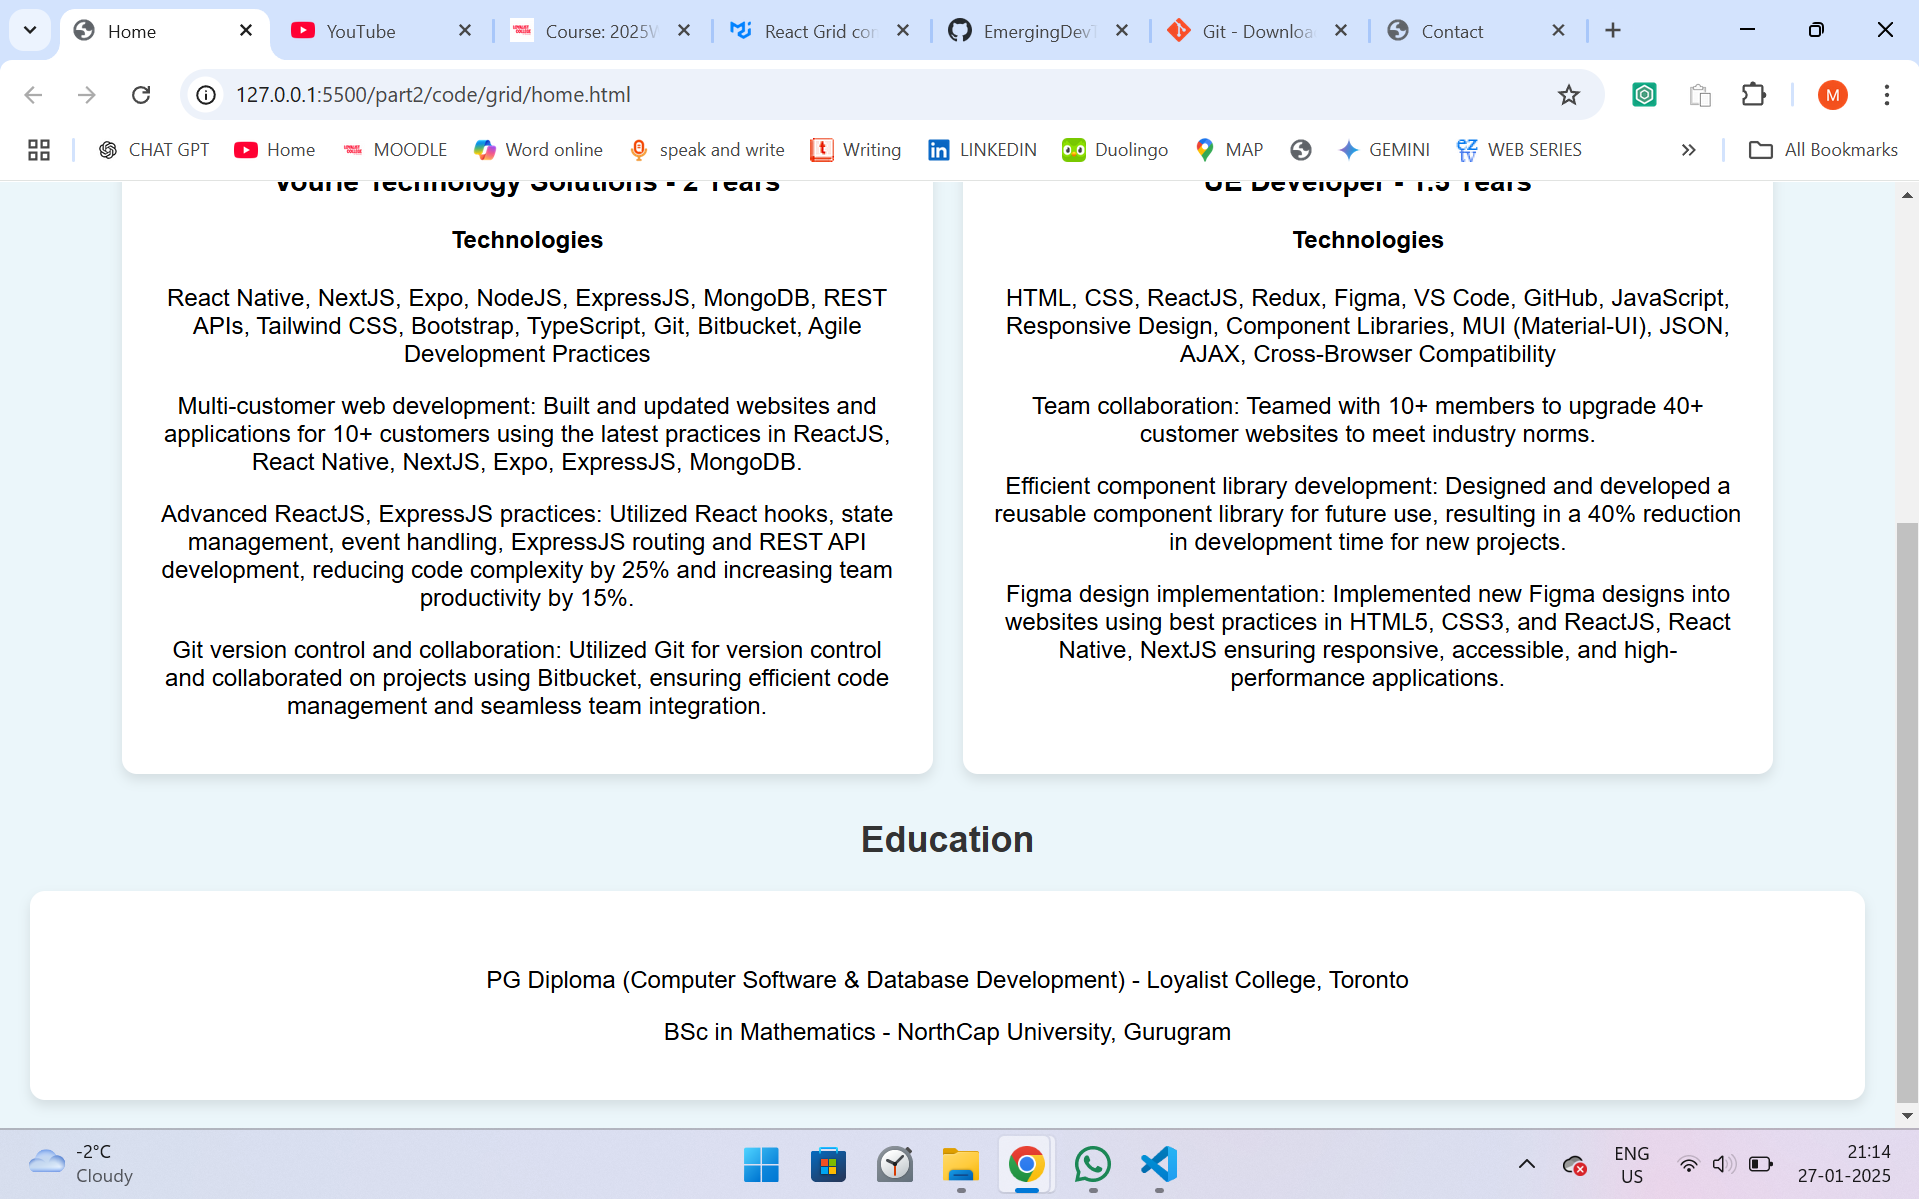 Home
YouTube
Course: 2025W
React Grid con
EmergingDevT
Git - Downloa
Contact
127.0.0.1:5500/part2/code/grid/home.html
M
CHAT GPT
Home
MOODLE
Word online
speak and write
Writing
LINKEDIN
Duolingo
MAP
GEMINI
WEB SERIES
All Bookmarks
Technology Solutions - 2 Years
Technologies
React Native, NextJS, Expo, NodeJS, ExpressJS, MongoDB, REST
APIs, Tailwind CSS, Bootstrap, TypeScript, Git, Bitbucket, Agile
Development Practices
Multi-customer web development: Built and updated websites and
applications for 10+ customers using the latest practices in ReactJS,
React Native, NextJS, Expo, ExpressJS, MongoDB.
Advanced ReactJS, ExpressJS practices: Utilized React hooks, state
management, event handling, ExpressJS routing and REST API
development, reducing code complexity by 25% and increasing team
productivity by 15%.
Git version control and collaboration: Utilized Git for version control
and collaborated on projects using Bitbucket, ensuring efficient code
management and seamless team integration.
Developer - 1.5 Years
Technologies
HTML, CSS, ReactJS, Redux, Figma, VS Code, GitHub, JavaScript,
Responsive Design, Component Libraries, MUI (Material-UI), JSON,
AJAX, Cross-Browser Compatibility
Team collaboration: Teamed with 10+ members to upgrade 40+
customer websites to meet industry norms.
Efficient component library development: Designed and developed a
reusable component library for future use, resulting in a 40% reduction
in development time for new projects.
Figma design implementation: Implemented new Figma designs into
websites using best practices in HTML5, CSS3, and ReactJS, React
Native, NextJS ensuring responsive, accessible, and high-
performance applications.
Education
PG Diploma (Computer Software & Database Development) - Loyalist College, Toronto
BSc in Mathematics - NorthCap University, Gurugram
-2°C
Cloudy
ENG
US
21:14
27-01-2025